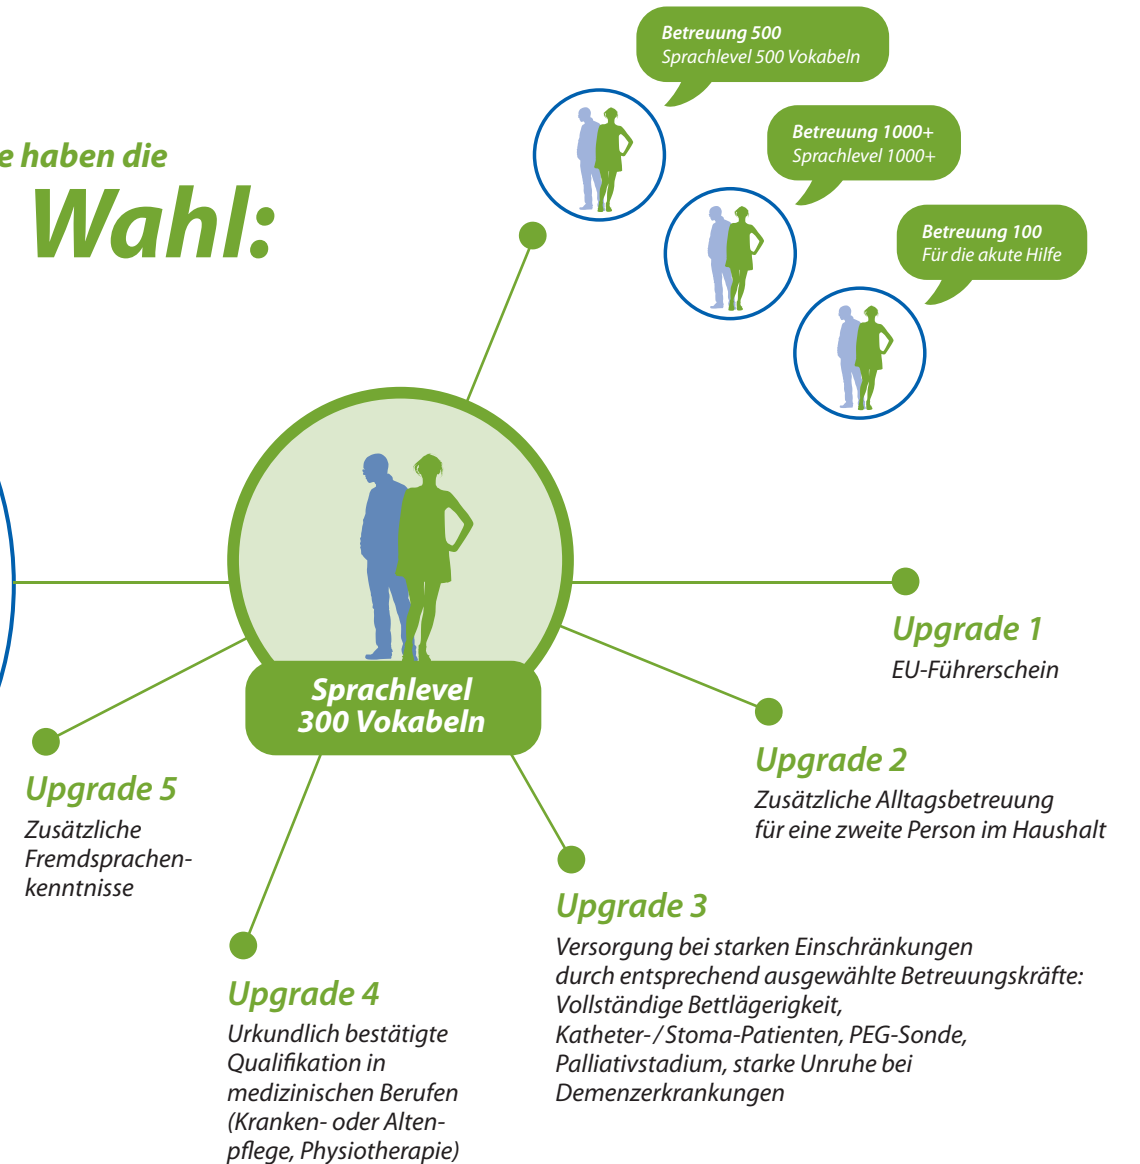 Betreuung 500
Sprachlevel 500 Vokabeln
Betreuung 1000+
Sprachlevel 1000+
e haben die
Wahl:
Betreuung 100
Für die akute Hilfe
Sprachlevel
300 Vokabeln
Upgrade 1
EU-Führerschein
Upgrade 2
Zusätzliche Alltagsbetreuung
für eine zweite Person im Haushalt
Upgrade 5
Zusätzliche
Fremdsprachen-
kenntnisse
Upgrade 3
Versorgung bei starken Einschränkungen
durch entsprechend ausgewählte Betreuungskräfte:
Vollständige Bettlägerigkeit,
Katheter-/Stoma-Patienten, PEG-Sonde,
Palliativstadium, starke Unruhe bei
Demenzerkrankungen
Upgrade 4
Urkundlich bestätigte
Qualifikation in
medizinischen Berufen
(Kranken- oder Alten-
pflege, Physiotherapie)